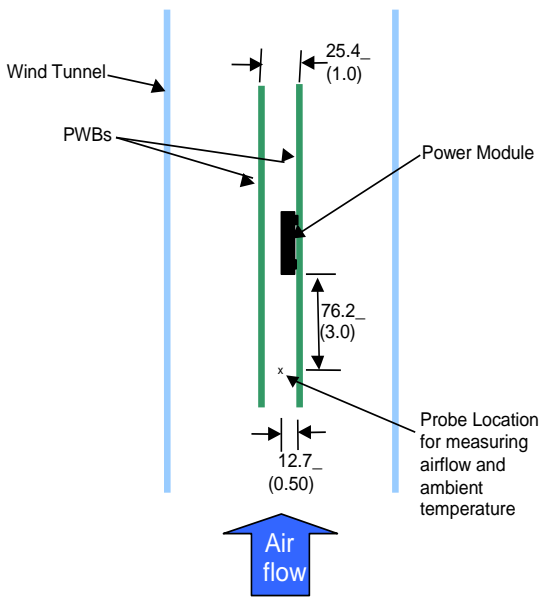 25.4_
(1.0)
Wind Tunnel
PWBs
Power Module
76.2_
(3.0)
x
Probe Location
for measuring
airflow and
ambient
temperature
12.7_
(0.50)
Air
flow